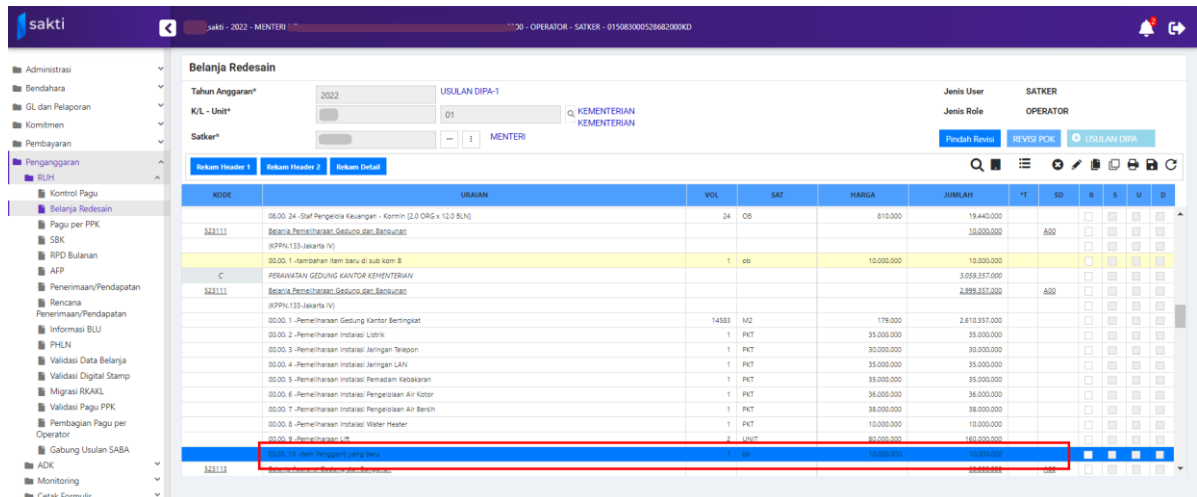 sakti
sakti - 2022 - MENTERI
00 - OPERATOR - SATKER - 015083000528682000KD
2
Administrasi
Bendahara
GL dan Pelaporan
Komitmen
Pembayaran
Penganggaran
RUH
Kontrol Pagu
Belanja Redesain
Pagu per PPK
SBK
RPD Bulanan
AFP
Penerimaan/Pendapatan
Rencana
Penerimaan/Pendapatan
Informasi BLU
PHLN
Validasi Data Belanja
Validasi Digital Stamp
Migrasi RKAKL
Validasi Pagu PPK
Pembagian Pagu per
Operator
Gabung Usulan SABA
ADK
Monitoring
Cetak Formulir
Belanja Redesain
Tahun Anggaran* 2022 USULAN DIPA-1 Jenis User SATKER
K/L - Unit* 01 KEMENTERIAN Jenis Role OPERATOR
KEMENTERIAN
Satker* MENTERI Pindah Revisi REVISI POK USULAN DIPA
Rekam Header 1 Rekam Header 2 Rekam Detail
KODE URAIAN VOL SAT HARGA JUMLAH *T SD 0 S U D
08.00. 24 -Staf Pengelola Keuangan - Kormin [2.0 ORG x 12.0 BLN] 24 OB 810.000 19.440.000
523111 Belanja Pemeliharaan Gedung dan Bangunan 10.000.000 A00
(KPPN.133-Jakarta IV)
00.00. 1 -tambahan item baru di sub kom B 1 ob 10.000.000 10.000.000
C PERAWATAN GEDUNG KANTOR KEMENTERIAN 3.059.357.000
523111 Belanja Pemeliharaan Gedung dan Bangunan 2.999.357.000 A00
(KPPN.133-Jakarta IV)
00.00. 1 -Pemeliharaan Gedung Kantor Bertingkat 14583 M2 179.000 2.610.357.000
00.00. 2 -Pemeliharaan Instalasi Listrik 1 PKT 35.000.000 35.000.000
00.00. 3 -Pemeliharaan Instalasi Jaringan Telepon 1 PKT 30.000.000 30.000.000
00.00. 4 -Pemeliharaan Instalasi Jaringan LAN 1 PKT 35.000.000 35.000.000
00.00. 5 -Pemeliharaan Instalasi Pemadam Kebakaran 1 PKT 35.000.000 35.000.000
00.00. 6 -Pemeliharaan Instalasi Pengelolaan Air Kotor 1 PKT 36.000.000 36.000.000
00.00. 7 -Pemeliharaan Instalasi Pengelolaan Air Bersih 1 PKT 38.000.000 38.000.000
00.00. 8 -Pemeliharaan Instalasi Water Heater 1 PKT 10.000.000 10.000.000
00.00. 9 -Pemeliharaan Lift 2 UNIT 80.000.000 160.000.000
00.00. 10 -Item Pengganti yang baru 1 ob 10.000.000 10.000.000
523113 A00